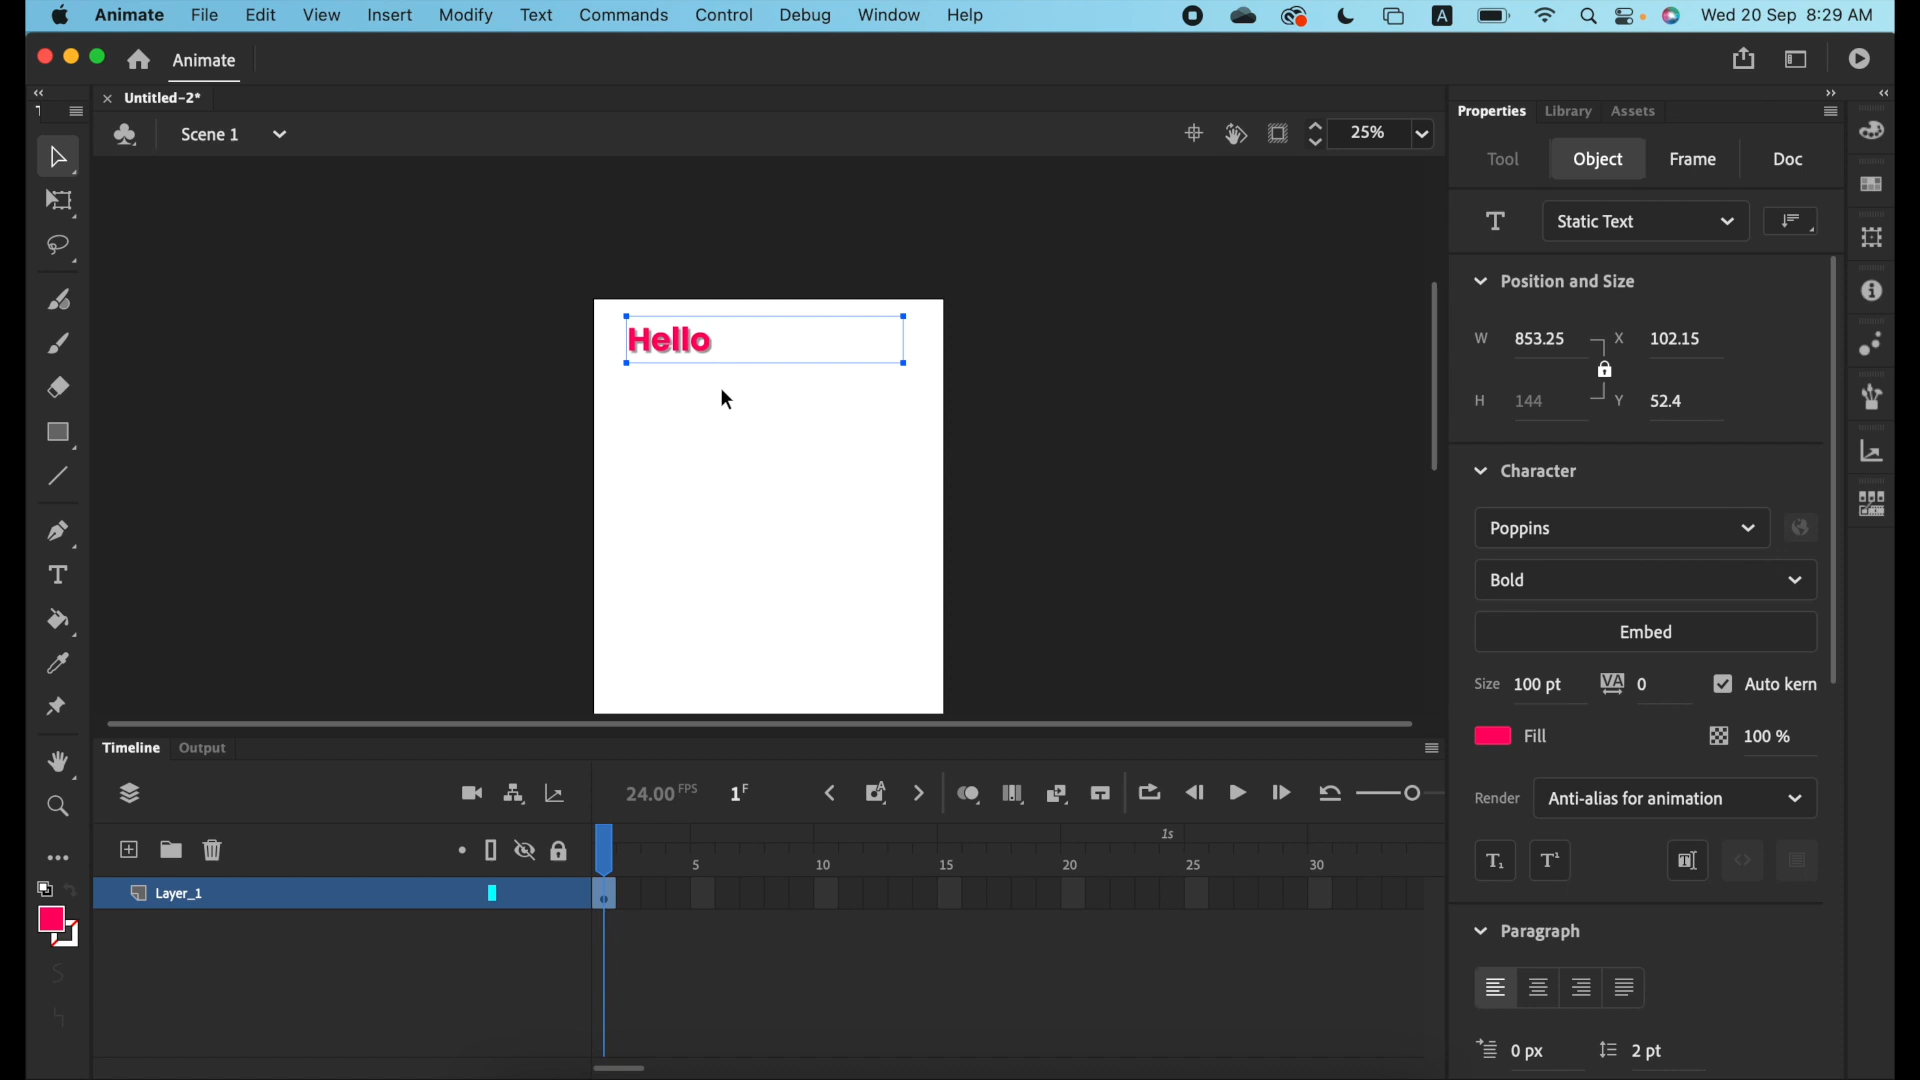 Animate File Edit View Insert Modify Text Commands Control Debug Window Help A Wed 20 Sep 8:29 AM
Animate
Untitled-2*
Properties Library Assets
Scene 1 25%
Tool Object Frame Doc
T Static Text
Position and Size
W 853.25 X 102.15
H 144 Y 52.4
Hello
Character
Poppins
Bold
Embed
Size 100 pt VA 0 Auto kern
Fill 100 %
Render Anti-alias for animation
T₁ T¹ T
Paragraph
0 px 2 pt
Timeline Output
24.00 FPS 1 F
1s
5 10 15 20 25 30
Layer_1